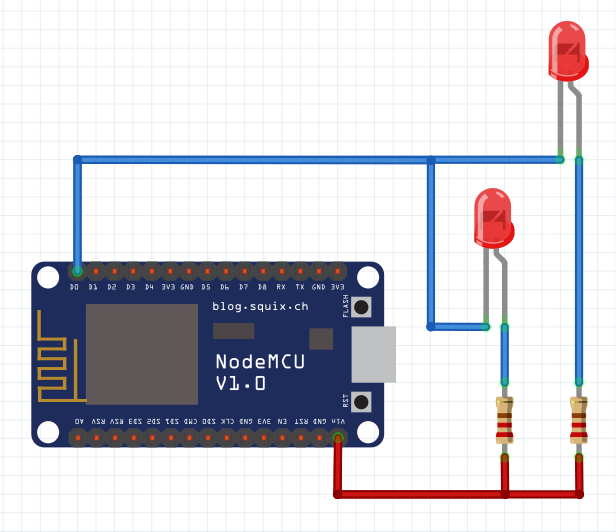 D0 D1 D2 D3 D4 3V3 GND D5 D6 D7 D8 RX TX GND 3V3
blog.squix.ch
FLASH
NodeMCU
V1.0
RST
A0 RSV RSV SD3 SD2 SD1 CMD SD0 CLK GND 3V3 EN RST GND Vin